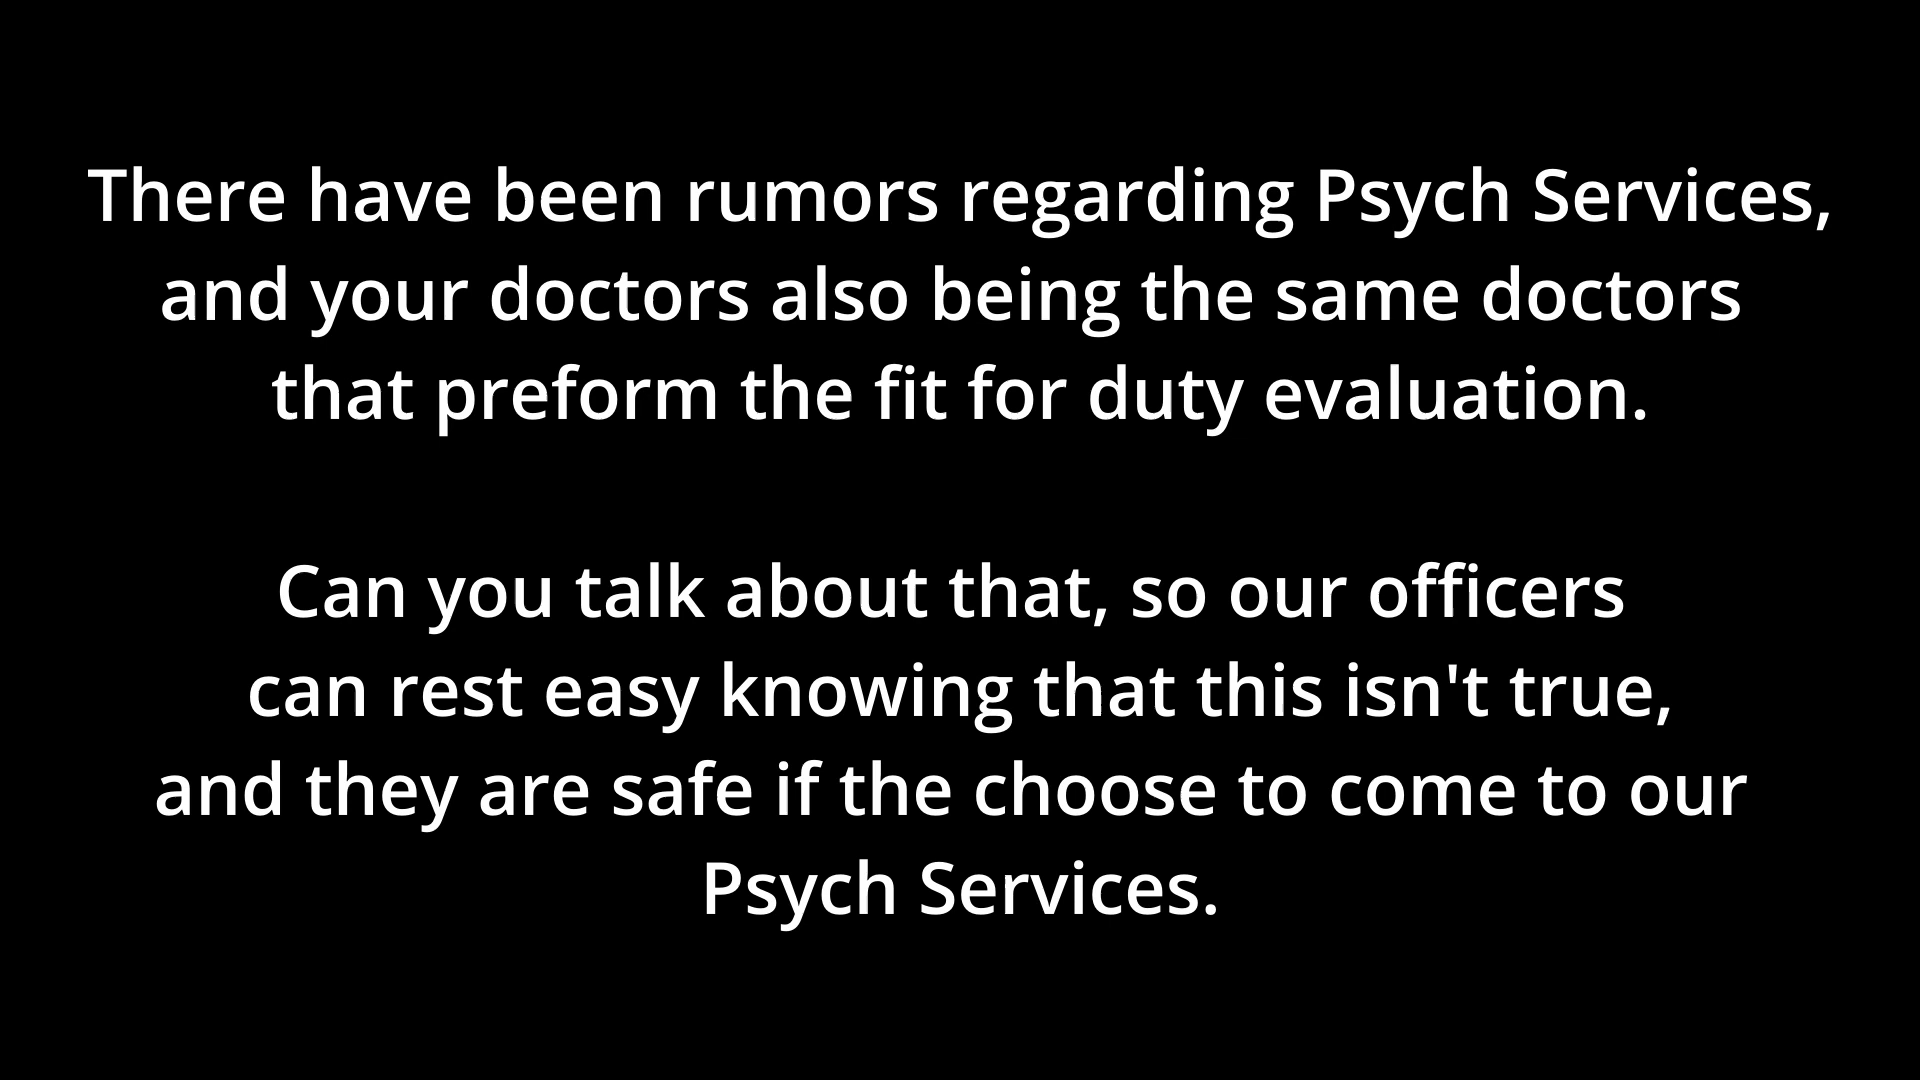 There have been rumors regarding Psych Services,
and your doctors also being the same doctors
that preform the fit for duty evaluation.
Can you talk about that, so our officers
can rest easy knowing that this isn't true,
and they are safe if the choose to come to our
Psych Services.